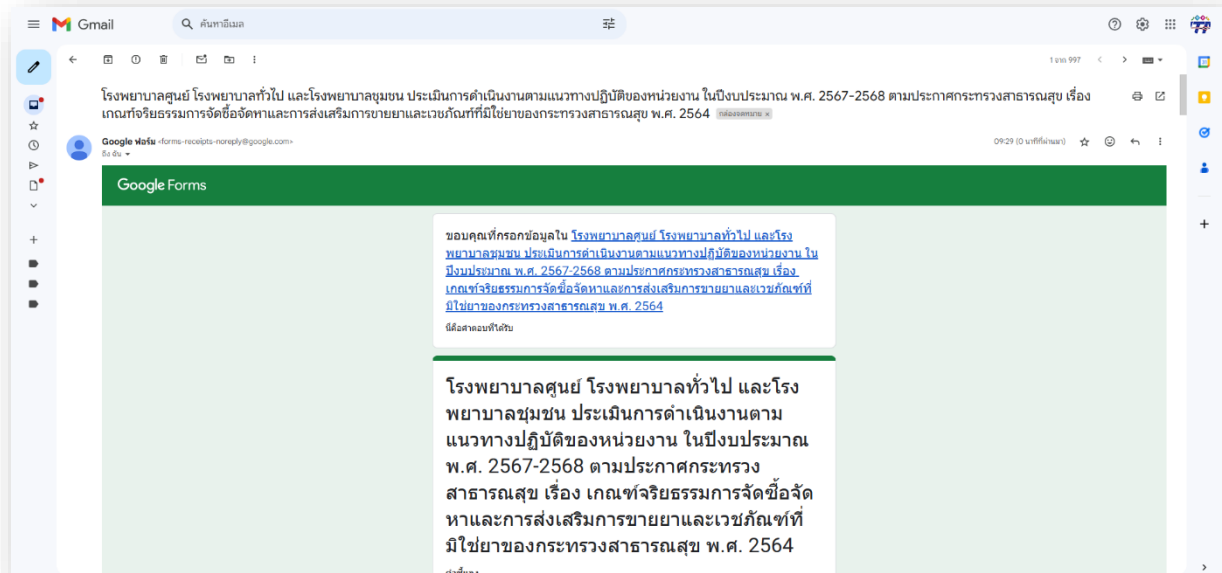 Gmail
ค้นหาอีเมล
1 จาก 997
โรงพยาบาลศูนย์ โรงพยาบาลทั่วไป และโรงพยาบาลชุมชน ประเมินการดำเนินงานตามแนวทางปฏิบัติของหน่วยงาน ในปีงบประมาณ พ.ศ. 2567-2568 ตามประกาศกระทรวงสาธารณสุข เรื่อง
เกณฑ์จริยธรรมการจัดซื้อจัดหาและการส่งเสริมการขายยาและเวชภัณฑ์ที่มิใช่ยาของกระทรวงสาธารณสุข พ.ศ. 2564 กล่องจดหมาย ×
Google ฟอร์ม <forms-receipts-noreply@google.com>
09:29 (0 นาทีที่ผ่านมา)
ถึง ฉัน
Google Forms
ขอบคุณที่กรอกข้อมูลใน โรงพยาบาลศูนย์ โรงพยาบาลทั่วไป และโรง
พยาบาลชุมชน ประเมินการดำเนินงานตามแนวทางปฏิบัติของหน่วยงาน ใน
ปีงบประมาณ พ.ศ. 2567-2568 ตามประกาศกระทรวงสาธารณสุข เรื่อง
เกณฑ์จริยธรรมการจัดซื้อจัดหาและการส่งเสริมการขายยาและเวชภัณฑ์ที่
มิใช่ยาของกระทรวงสาธารณสุข พ.ศ. 2564
นี่คือคำตอบที่ได้รับ
โรงพยาบาลศูนย์ โรงพยาบาลทั่วไป และโรง
พยาบาลชุมชน ประเมินการดำเนินงานตาม
แนวทางปฏิบัติของหน่วยงาน ในปีงบประมาณ
พ.ศ. 2567-2568 ตามประกาศกระทรวง
สาธารณสุข เรื่อง เกณฑ์จริยธรรมการจัดซื้อจัด
หาและการส่งเสริมการขายยาและเวชภัณฑ์ที่
มิใช่ยาของกระทรวงสาธารณสุข พ.ศ. 2564